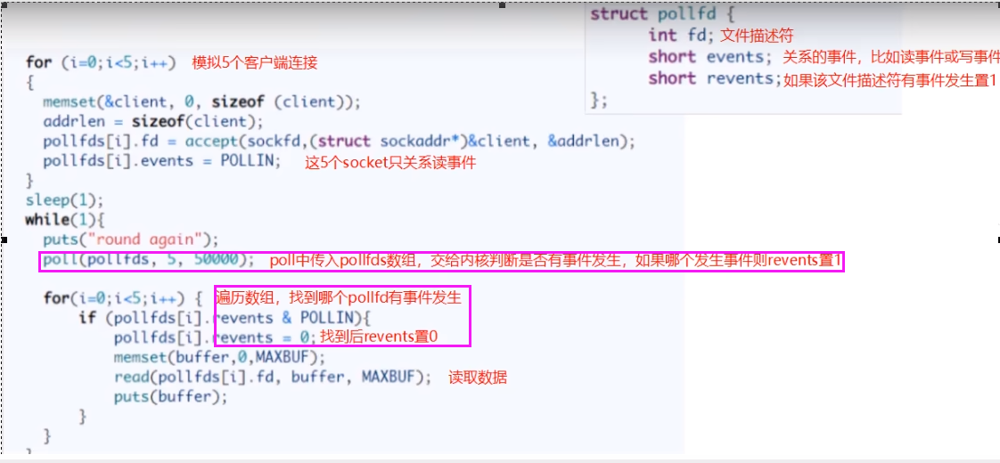 struct pollfd {
int fd; 文件描述符
short events; 关系的事件，比如读事件或写事件
short revents;如果该文件描述符有事件发生置1
};
for (i=0;i<5;i++) 模拟5个客户端连接
{
memset(&client, 0, sizeof (client));
addrlen = sizeof(client);
pollfds[i].fd = accept(sockfd,(struct sockaddr*)&client, &addrlen);
pollfds[i].events = POLLIN; 这5个socket只关系读事件
}
sleep(1);
while(1){
puts("round again");
poll(pollfds, 5, 50000); poll中传入pollfds数组，交给内核判断是否有事件发生，如果哪个发生事件则revents置1
for(i=0;i<5;i++) { 遍历数组，找到哪个pollfd有事件发生
if (pollfds[i].revents & POLLIN){
pollfds[i].revents = 0; 找到后revents置0
memset(buffer,0,MAXBUF);
read(pollfds[i].fd, buffer, MAXBUF); 读取数据
puts(buffer);
}
}